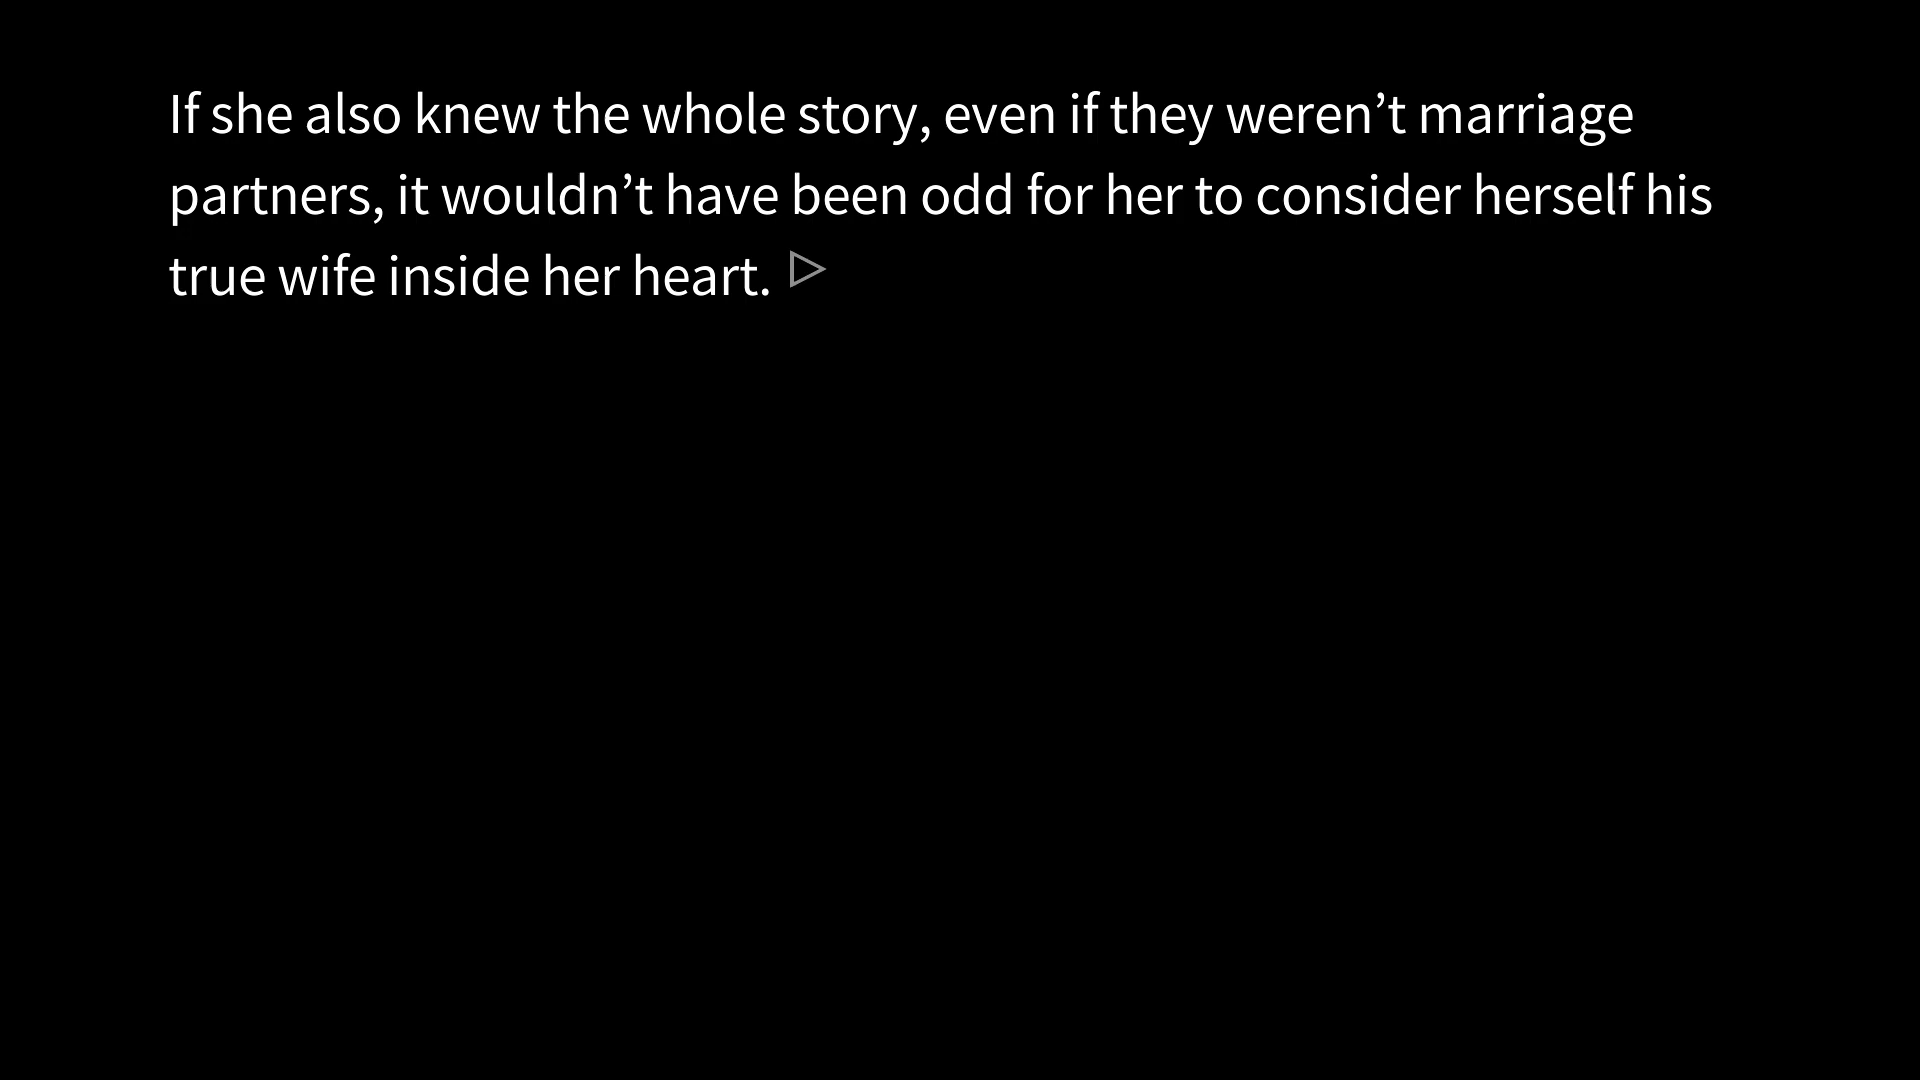 If she also knew the whole story, even if they weren’t marriage
partners, it wouldn’t have been odd for her to consider herself his
true wife inside her heart.